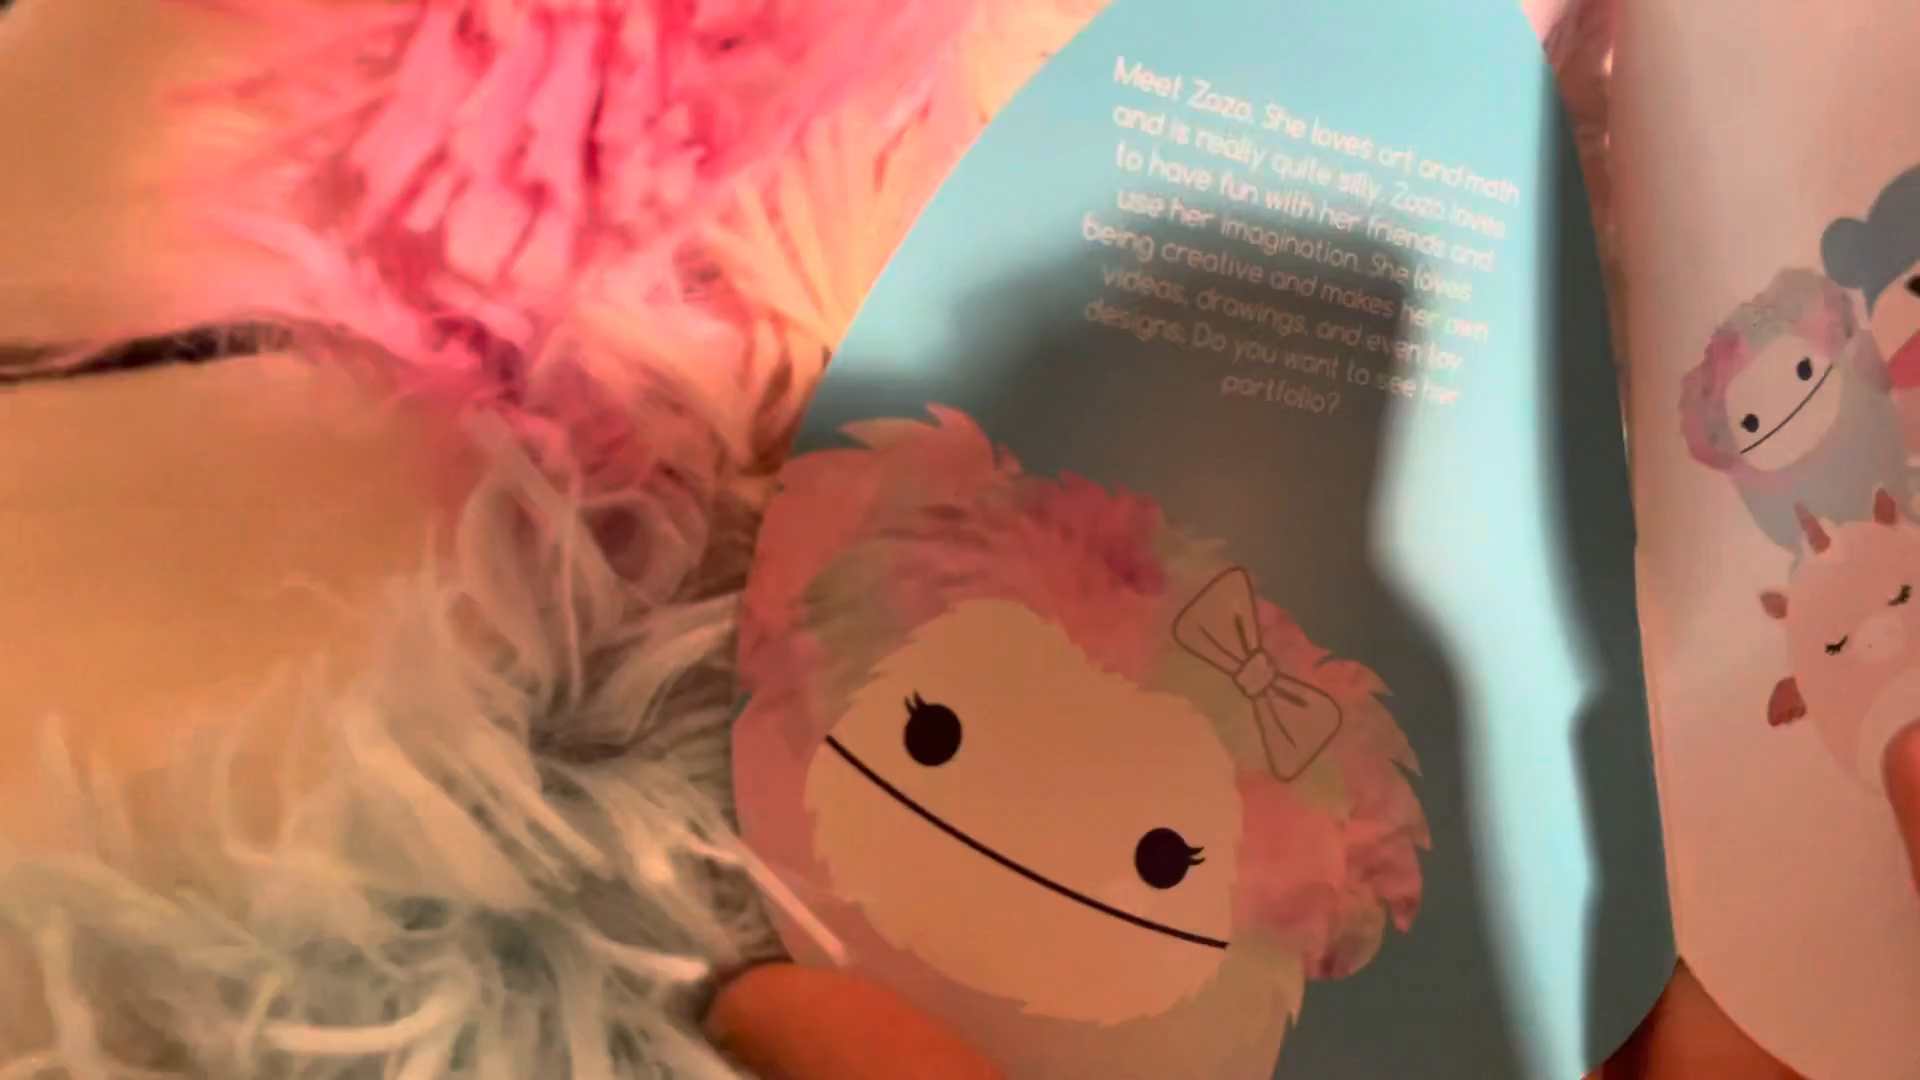 Meet Zozo. She loves art and math
and is really quite silly. Zozo loves
to have fun with her friends and
use her imagination. She loves
being creative and makes her own
videos, drawings, and even toy
designs. Do you want to see her
portfolio?